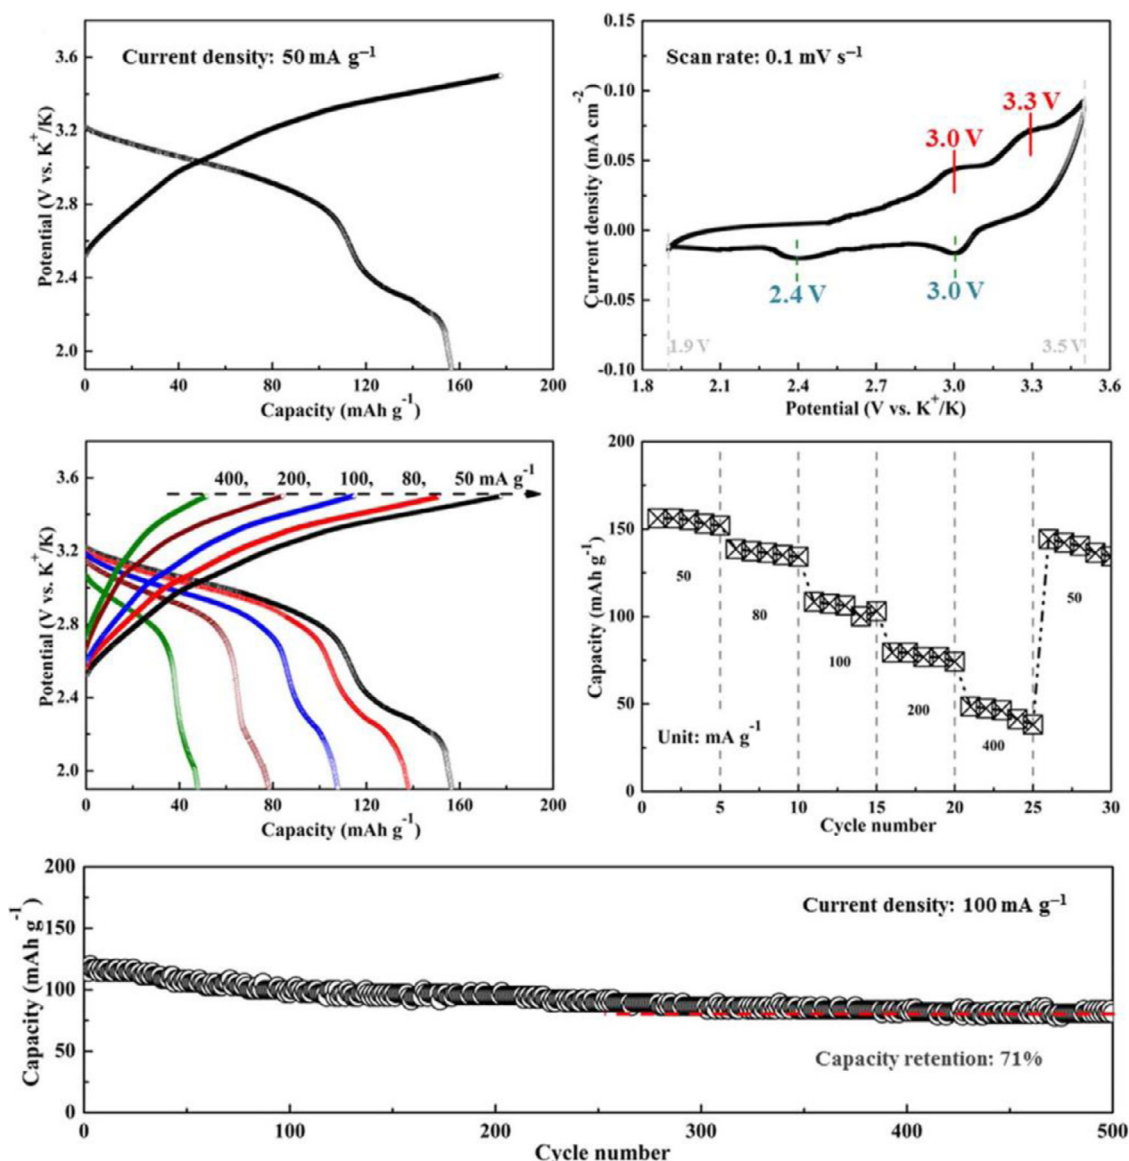 Current density: 50 mA g⁻¹
Potential (V vs. K⁺/K)
3.6
3.2
2.8
2.4
2.0
0
40
80
120
160
200
Capacity (mAh g⁻¹)
Scan rate: 0.1 mV s⁻¹
Current density (mA cm⁻²)
0.15
0.10
0.05
0.00
-0.05
-0.10
3.0 V
3.3 V
2.4 V
3.0 V
1.9 V
3.5 V
1.8
2.1
2.4
2.7
3.0
3.3
3.6
Potential (V vs. K⁺/K)
400, 200, 100, 80, 50 mA g⁻¹
Potential (V vs. K⁺/K)
3.6
3.2
2.8
2.4
2.0
0
40
80
120
160
200
Capacity (mAh g⁻¹)
Capacity (mAh g⁻¹)
200
150
100
50
0
50
80
100
200
400
50
Unit: mA g⁻¹
0
5
10
15
20
25
30
Cycle number
Capacity (mAh g⁻¹)
200
150
100
50
0
Current density: 100 mA g⁻¹
Capacity retention: 71%
0
100
200
300
400
500
Cycle number